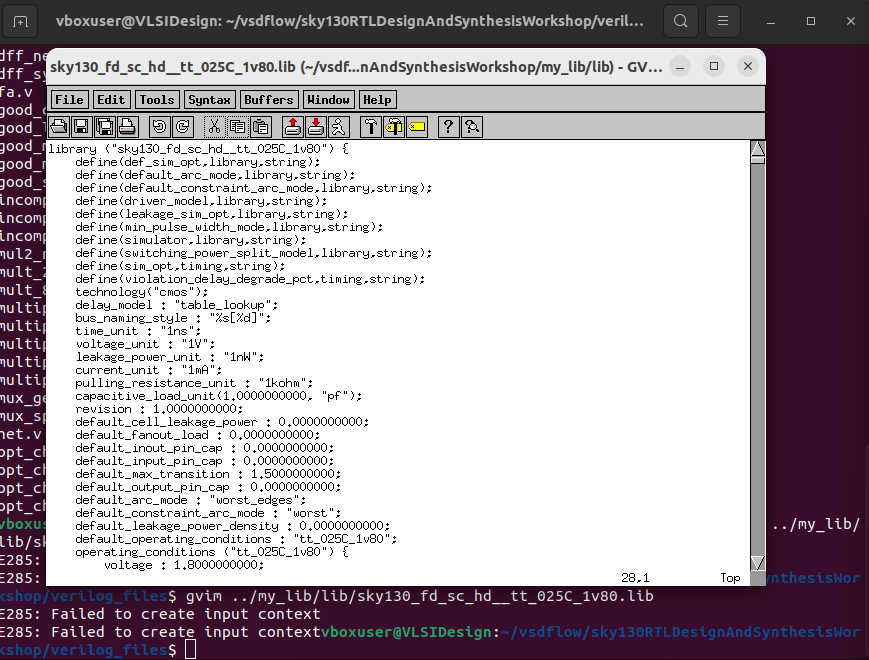 vboxuser@VLSIDesign: ~/vsdflow/sky130RTLDesignAndSynthesisWorkshop/veril...
dff_ne
dff_sy
fa.v
good_
good_
good_
good_
good_s
incomp
incomp
incomp
mul2_
mult_2
mult_8
multip
multip
multip
multip
multip
mux_ge
mux_sp
net.v
opt_ch
opt_ch
opt_ch
opt_ch
sky130_fd_sc_hd__tt_025C_1v80.lib (~/vsdf...nAndSynthesisWorkshop/my_lib/lib) - GV...
File Edit Tools Syntax Buffers Window Help
library ("sky130_fd_sc_hd__tt_025C_1v80") {
    define(def_sim_opt,library,string);
    define(default_arc_mode,library,string);
    define(default_constraint_arc_mode,library,string);
    define(driver_model,library,string);
    define(leakage_sim_opt,library,string);
    define(min_pulse_width_mode,library,string);
    define(simulator,library,string);
    define(switching_power_split_model,library,string);
    define(sim_opt,timing,string);
    define(violation_delay_degrade_pct,timing,string);
    technology("cmos");
    delay_model : "table_lookup";
    bus_naming_style : "%s[%d]";
    time_unit : "1ns";
    voltage_unit : "1V";
    leakage_power_unit : "1nW";
    current_unit : "1mA";
    pulling_resistance_unit : "1kohm";
    capacitive_load_unit(1.0000000000, "pf");
    revision : 1.0000000000;
    default_cell_leakage_power : 0.0000000000;
    default_fanout_load : 0.0000000000;
    default_inout_pin_cap : 0.0000000000;
    default_input_pin_cap : 0.0000000000;
    default_max_transition : 1.5000000000;
    default_output_pin_cap : 0.0000000000;
    default_arc_mode : "worst_edges";
    default_constraint_arc_mode : "worst";
    default_leakage_power_density : 0.0000000000;
    default_operating_conditions : "tt_025C_1v80";
    operating_conditions ("tt_025C_1v80") {
        voltage : 1.8000000000;
28,1 Top
vboxus ../my_lib/
lib/sk
E285:
E285: nthesisWor
kshop/verilog_files$ gvim ../my_lib/lib/sky130_fd_sc_hd__tt_025C_1v80.lib
E285: Failed to create input context
E285: Failed to create input contextvboxuser@VLSIDesign:~/vsdflow/sky130RTLDesignAndSynthesisWor
kshop/verilog_files$